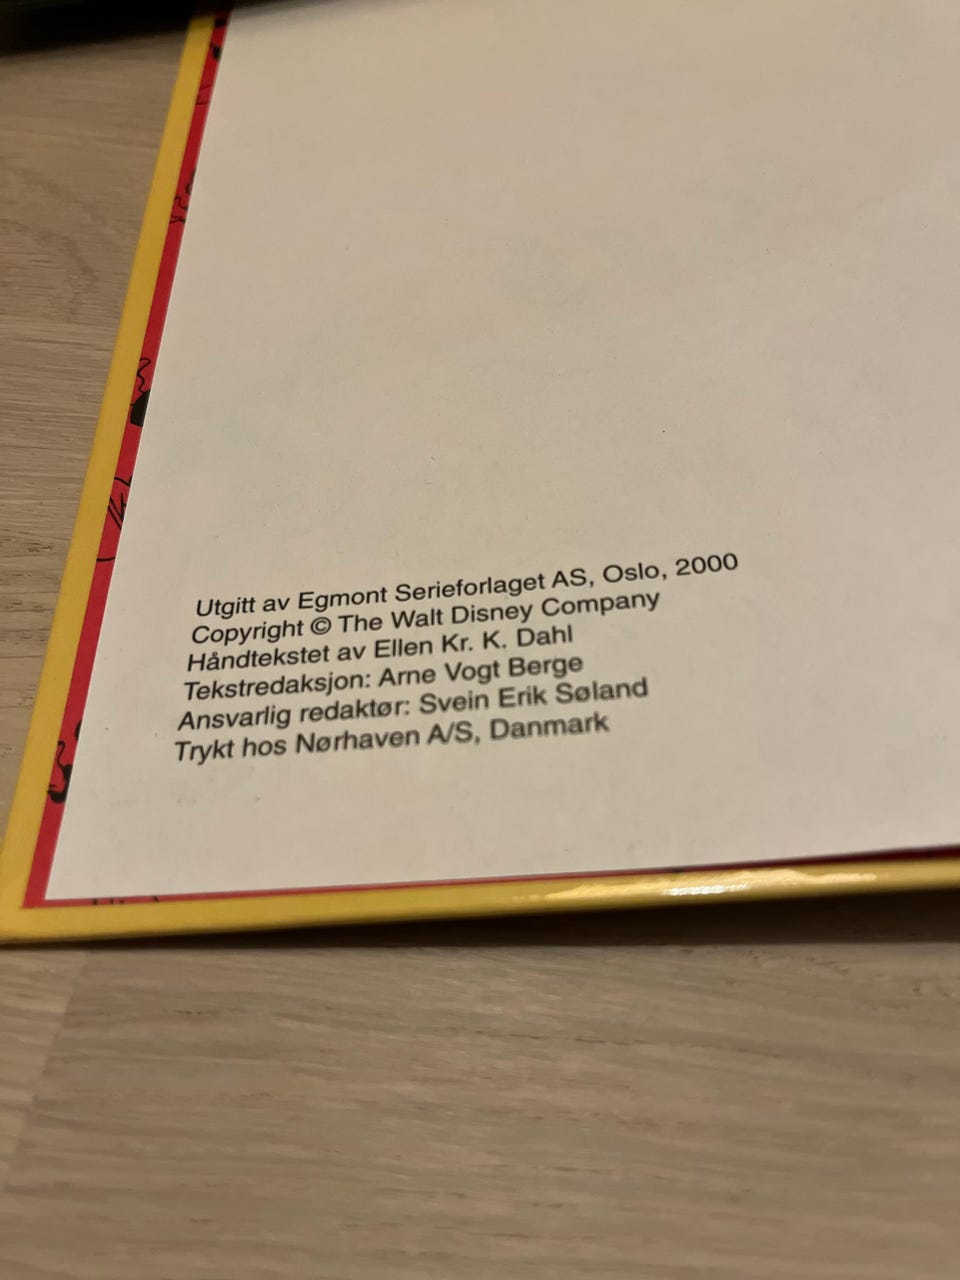 Utgitt av Egmont Serieforlaget AS, Oslo, 2000
Copyright © The Walt Disney Company
Håndtekstet av Ellen Kr. K. Dahl
Tekstredaksjon: Arne Vogt Berge
Ansvarlig redaktør: Svein Erik Søland
Trykt hos Nørhaven A/S, Danmark